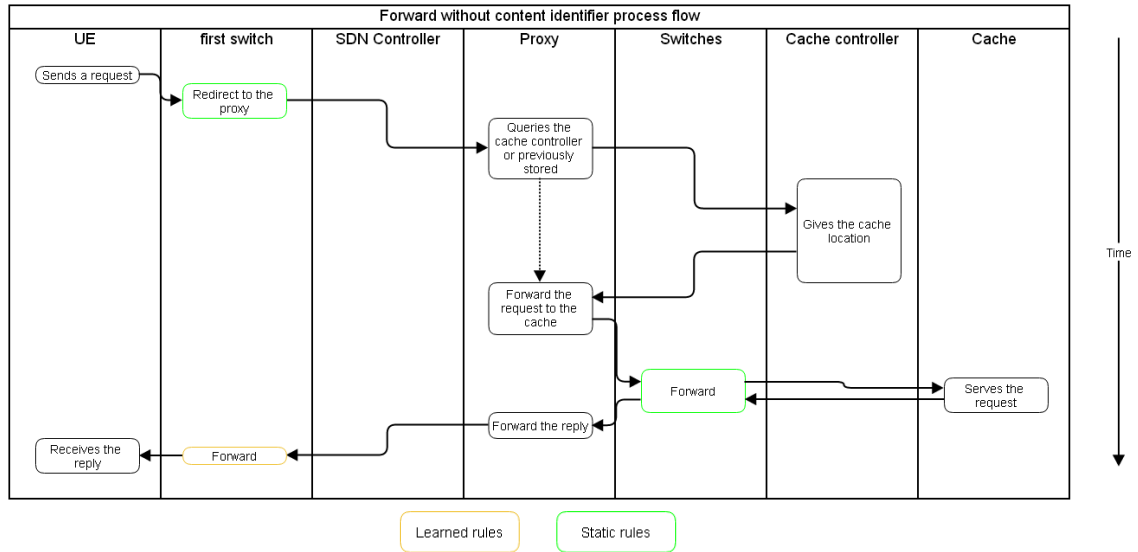 Forward without content identifier process flow
UE
first switch
SDN Controller
Proxy
Switches
Cache controller
Cache
Sends a request
Redirect to the
proxy
Queries the
cache controller
or previously
stored
Gives the cache
location
Time
Forward the
request to the
cache
Forward
Serves the
request
Forward the reply
Receives the
reply
Forward
Learned rules
Static rules